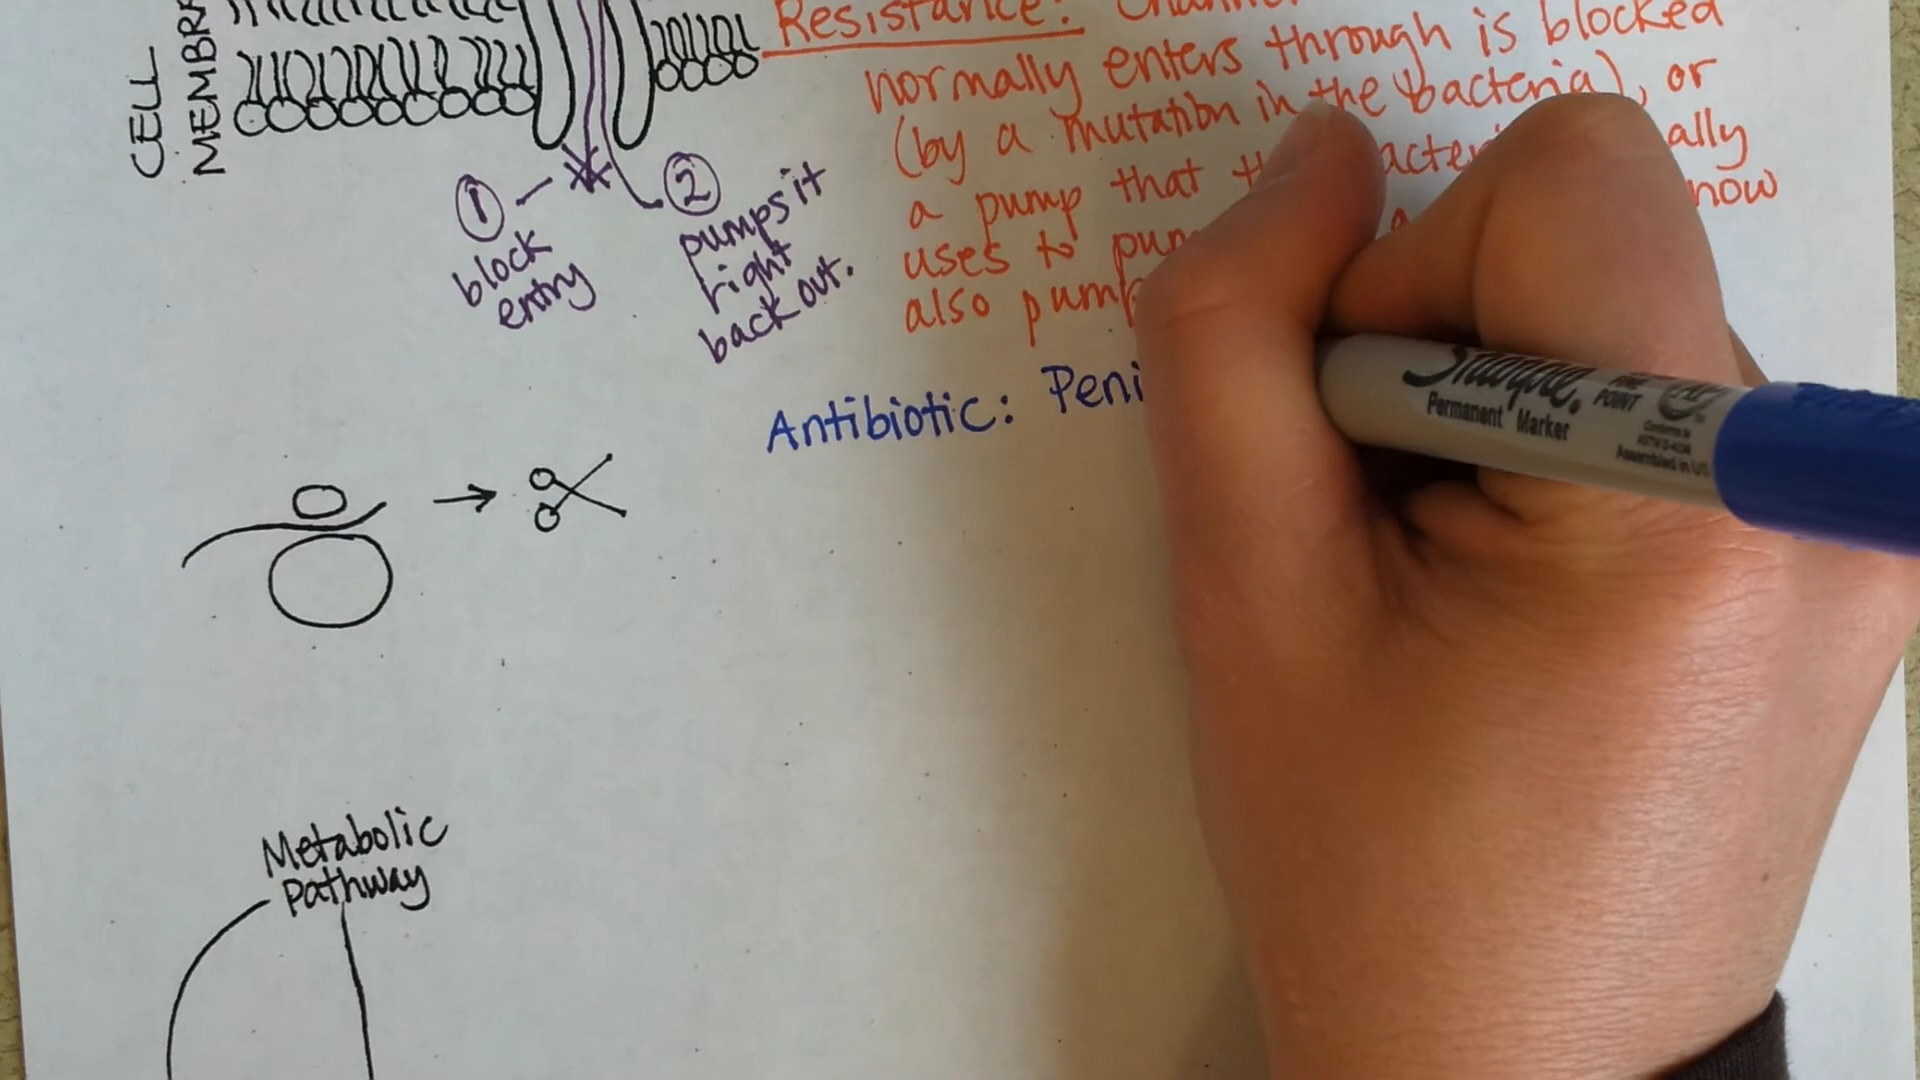 CELL
MEMBRA
Resistance:
normally enters through is blocked
(by a mutation in the bacteria), or
a pump that
ally
uses to
now
also
1
block
entry
2
pumps it
right
back out.
Antibiotic: Peni
Sharpie
FINE
POINT
Permanent Marker
Metabolic
Pathway